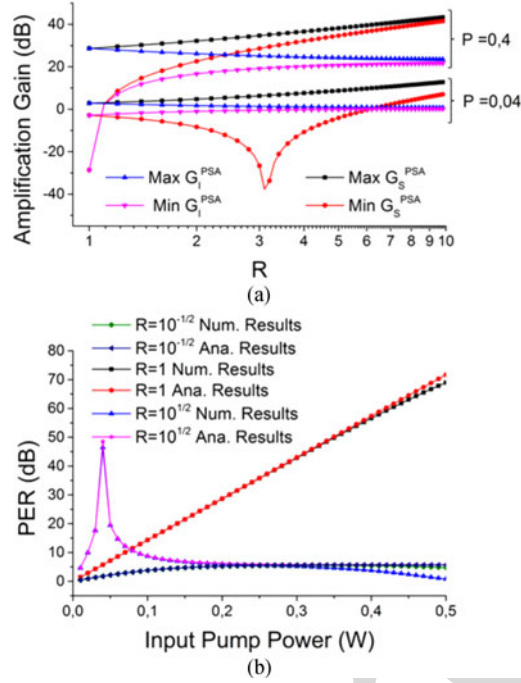 Amplification Gain (dB)
40
20
0
-20
-40
P =0,4
P =0,04
Max G_I^PSA
Max G_S^PSA
Min G_I^PSA
Min G_S^PSA
1
2
3
4
5
6
7
8
9 10
R
(a)
R=10^-1/2 Num. Results
R=10^-1/2 Ana. Results
R=1 Num. Results
R=1 Ana. Results
R=10^1/2 Num. Results
R=10^1/2 Ana. Results
PER (dB)
80
70
60
50
40
30
20
10
0
0,0
0,1
0,2
0,3
0,4
0,5
Input Pump Power (W)
(b)